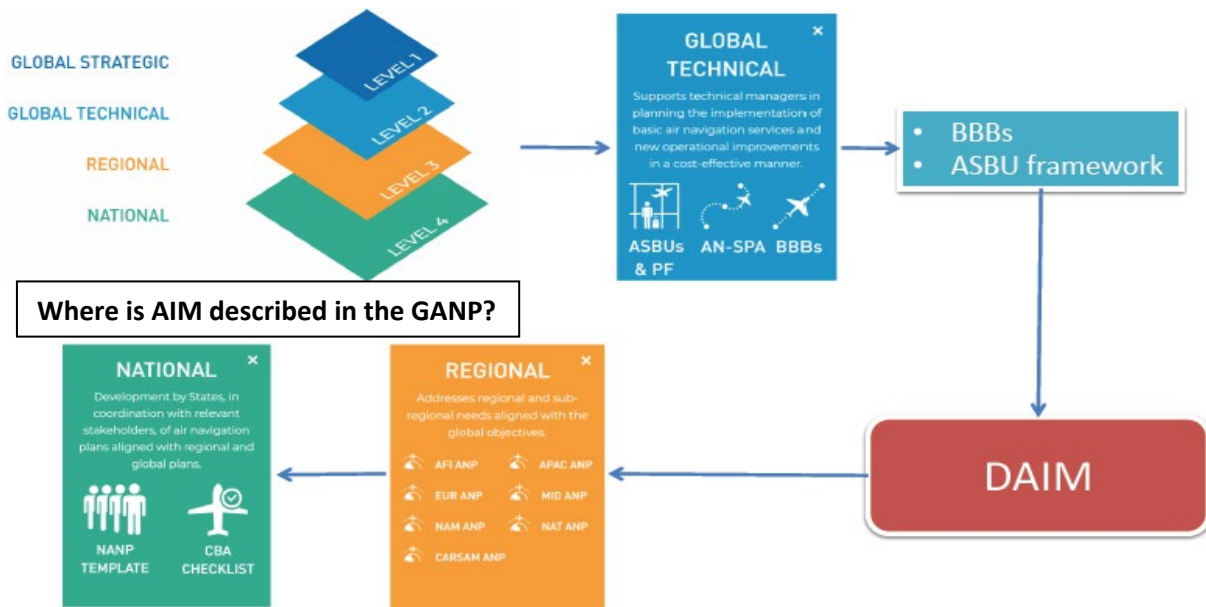 GLOBAL STRATEGIC
GLOBAL TECHNICAL
REGIONAL
NATIONAL
LEVEL 1
LEVEL 2
LEVEL 3
LEVEL 4
GLOBAL
TECHNICAL
Supports technical managers in
planning the implementation of
basic air navigation services and
new operational improvements
in a cost-effective manner.
ASBUs
& PF
AN-SPA
BBBs
• BBBs
• ASBU framework
Where is AIM described in the GANP?
NATIONAL
Development by States, in
coordination with relevant
stakeholders, of air navigation
plans aligned with regional and
global plans.
NANP
TEMPLATE
CBA
CHECKLIST
REGIONAL
Addresses regional and sub-
regional needs aligned with the
global objectives.
AFI ANP
APAC ANP
EUR ANP
MID ANP
NAM ANP
NAT ANP
CARSAM ANP
DAIM